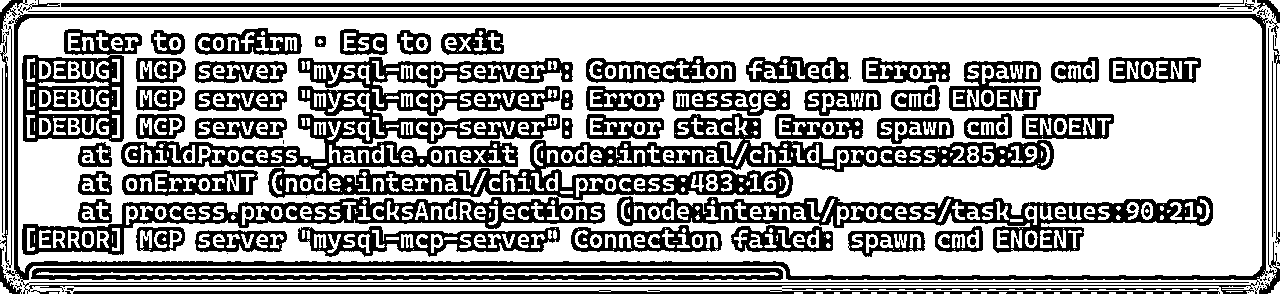 Enter to confirm · Esc to exit
[DEBUG] MCP server "mysql-mcp-server": Connection failed: Error: spawn cmd ENOENT
[DEBUG] MCP server "mysql-mcp-server": Error message: spawn cmd ENOENT
[DEBUG] MCP server "mysql-mcp-server": Error stack: Error: spawn cmd ENOENT
at ChildProcess._handle.onexit (node:internal/child_process:285:19)
at onErrorNT (node:internal/child_process:483:16)
at process.processTicksAndRejections (node:internal/process/task_queues:90:21)
[ERROR] MCP server "mysql-mcp-server" Connection failed: spawn cmd ENOENT